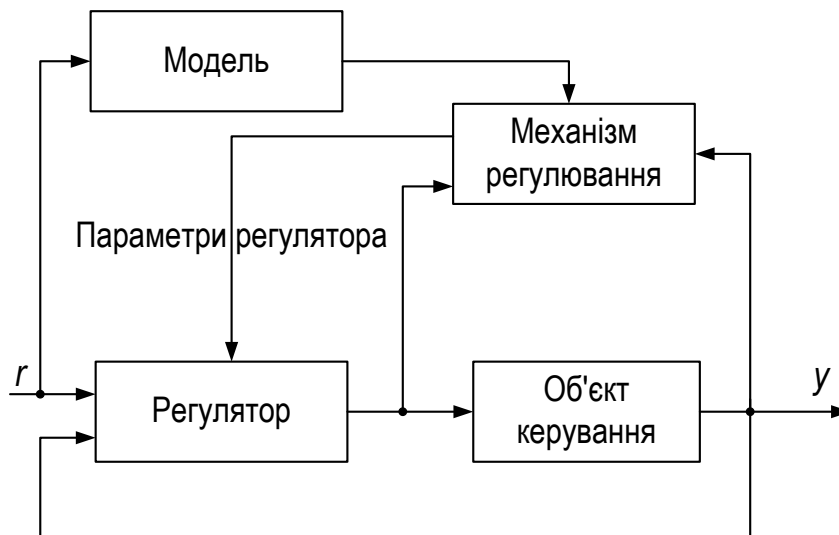 Модель
Механізм
регулювання
Параметри регулятора
r
Регулятор
Об'єкт
керування
y